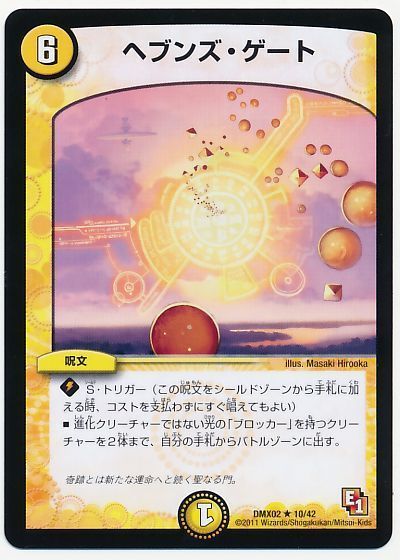 6
ヘブンズ・ゲート
呪文
illus. Masaki Hirooka
S・トリガー（この呪文をシールドゾーンから手札に加
える時、コストを支払わずにすぐ唱えてもよい）
■ 進化クリーチャーではない光の「ブロッカー」を持つクリ
ーチャーを2体まで、自分の手札からバトルゾーンに出す。
奇跡とは新たな運命へと続く聖なる門。
1
DMX02 ★ 10/42
E1
©2011 Wizards/Shogakukan/Mitsui-Kids